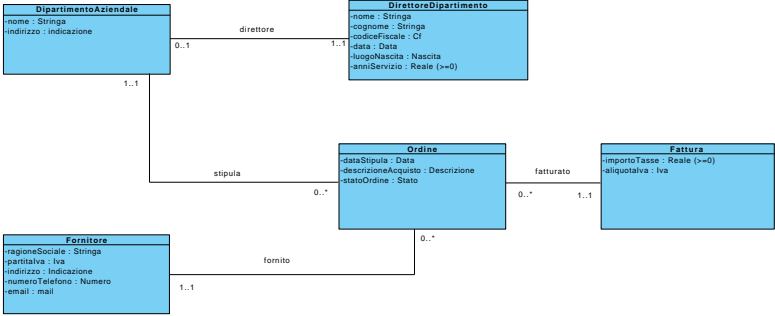 DipartimentoAziendale
-nome : Stringa
-indirizzo : indicazione
direttore
0..1
1..1
DirettoreDipartimento
-nome : Stringa
-cognome : Stringa
-codiceFiscale : Cf
-data : Data
-luogoNascita : Nascita
-anniServizio : Reale (>=0)
1..1
stipula
0..*
Ordine
-dataStipula : Data
-descrizioneAcquisto : Descrizione
-statoOrdine : Stato
fatturato
0..*
1..1
Fattura
-importoTasse : Reale (>=0)
-aliquotaIva : Iva
0..*
Fornitore
-ragioneSociale : Stringa
-partitaIva : Iva
-indirizzo : Indicazione
-numeroTelefono : Numero
-email : mail
fornito
1..1